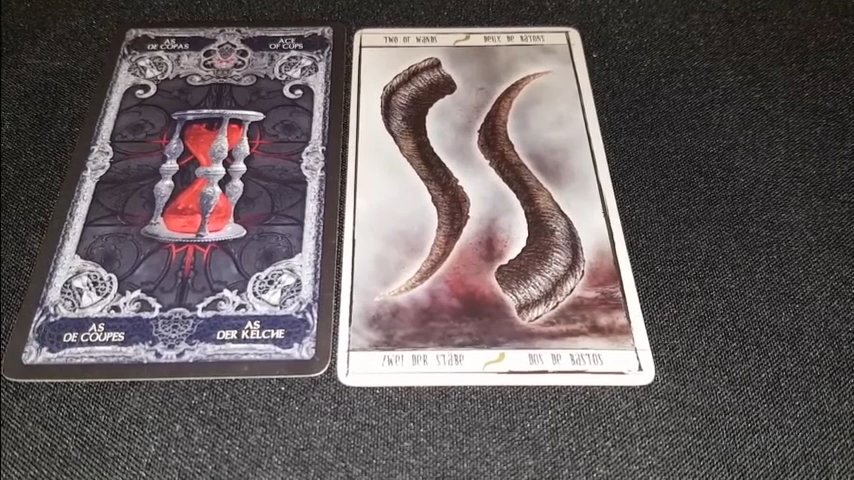 AS
DE COPAS
ACE
OF CUPS
AS
DE COUPES
AS
DER KELCHE
TWO OF WANDS
DEUX DE BATONS
ZWEI DER STÄBE
DOS DE BASTOS